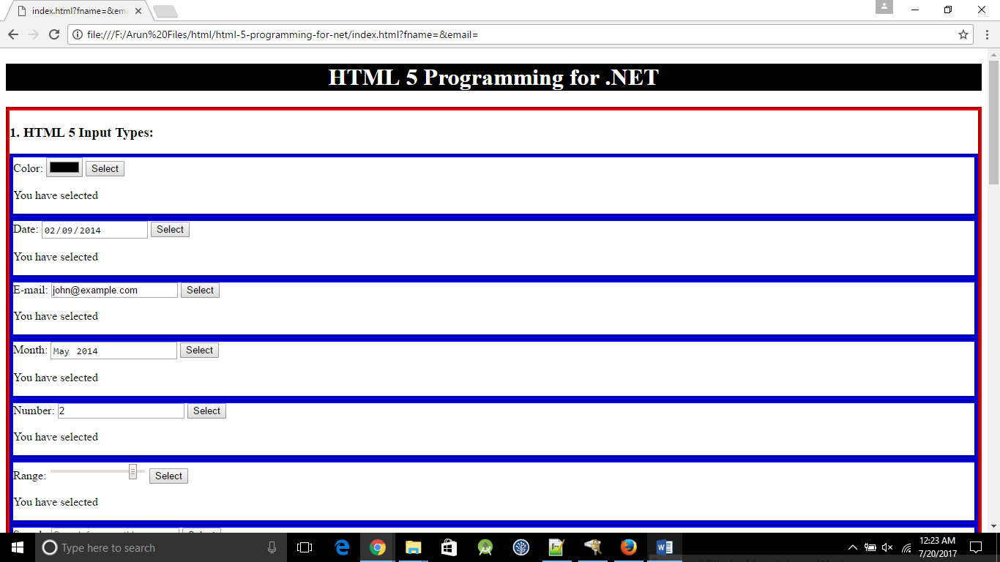 index.html?fname=&ema
file:///F:/Arun%20Files/html/html-5-programming-for-net/index.html?fname=&email=
HTML 5 Programming for .NET
1. HTML 5 Input Types:
Color: Select
You have selected
Date: 02/09/2014 Select
You have selected
E-mail: john@example.com Select
You have selected
Month: May 2014 Select
You have selected
Number: 2 Select
You have selected
Range: Select
You have selected
Type here to search
12:23 AM
7/20/2017